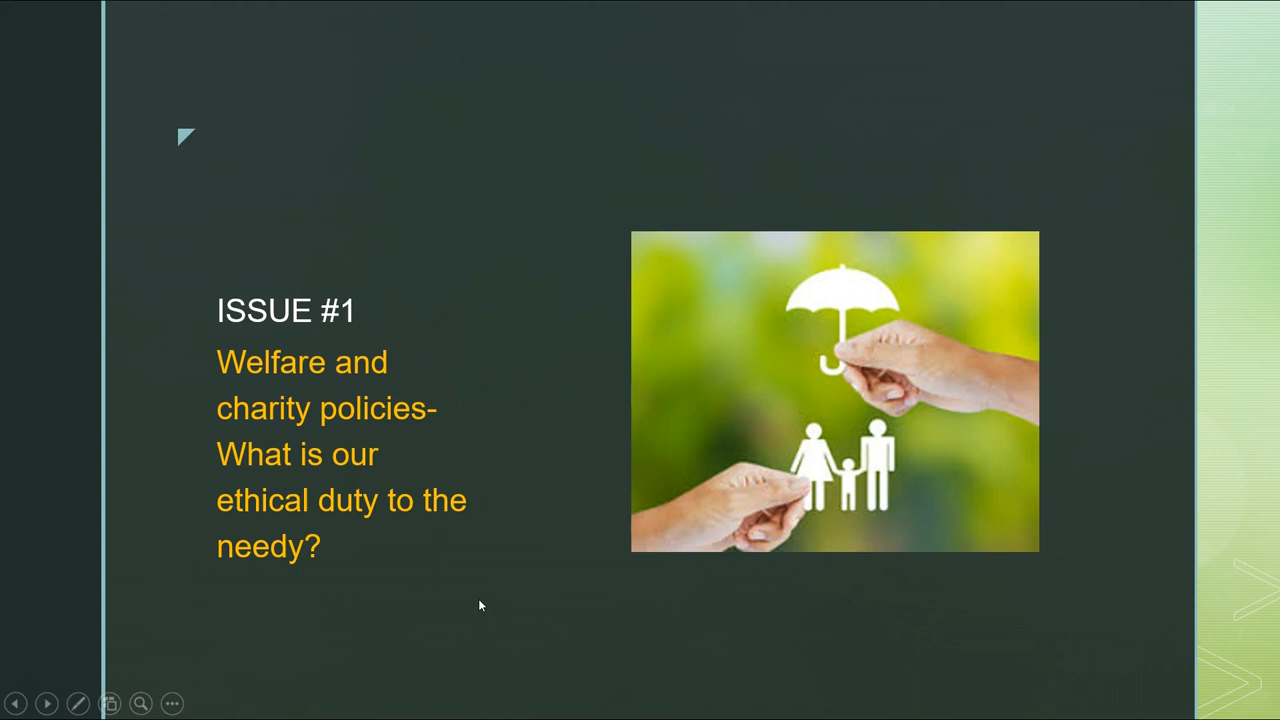 ISSUE #1
Welfare and
charity policies-
What is our
ethical duty to the
needy?